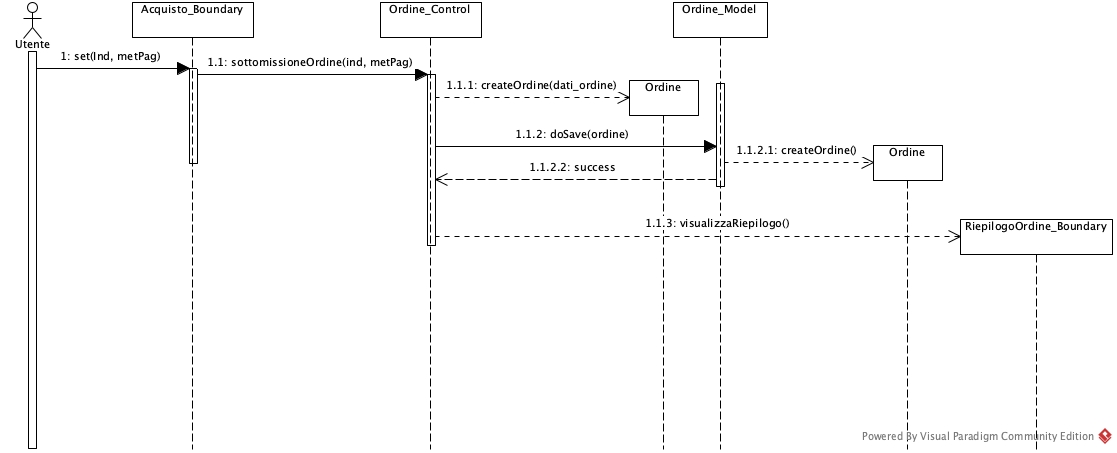 Acquisto_Boundary
Ordine_Control
Ordine_Model
Utente
1: set(Ind, metPag)
1.1: sottomissioneOrdine(ind, metPag)
1.1.1: createOrdine(dati_ordine)
Ordine
1.1.2: doSave(ordine)
1.1.2.1: createOrdine()
Ordine
1.1.2.2: success
1.1.3: visualizzaRiepilogo()
RiepilogoOrdine_Boundary
Powered By Visual Paradigm Community Edition